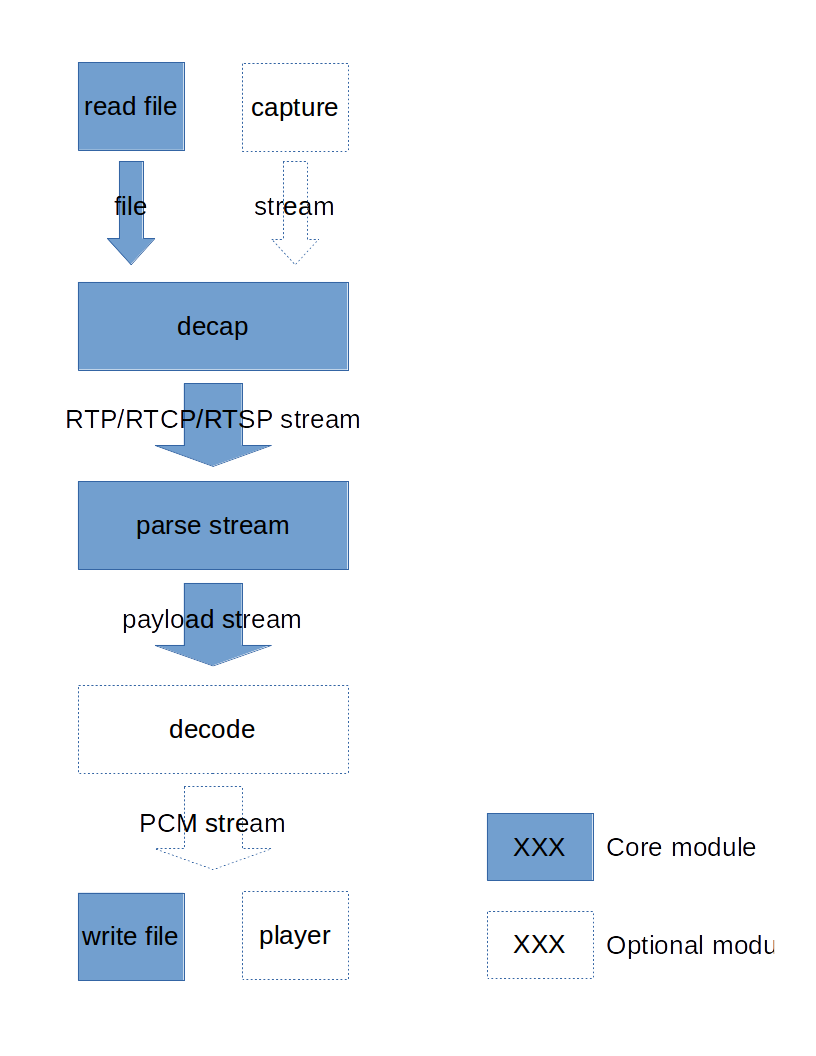 read file
capture
file
stream
decap
RTP/RTCP/RTSP stream
parse stream
payload stream
decode
PCM stream
XXX Core module
write file
player
XXX Optional modu